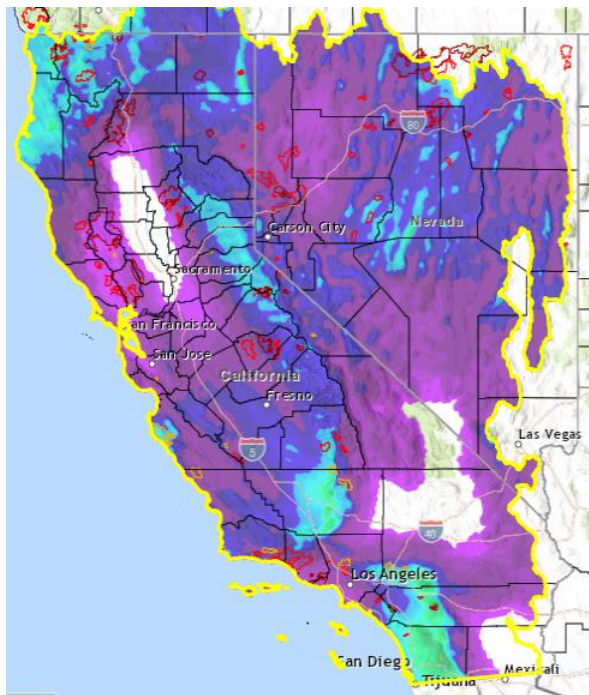 80
Nevada
Carson City
Sacramento
an Francisco
San Jose
California
Fresno
5
Las Vegas
40
Los Angeles
San Diego
Tijuana
Mexicali